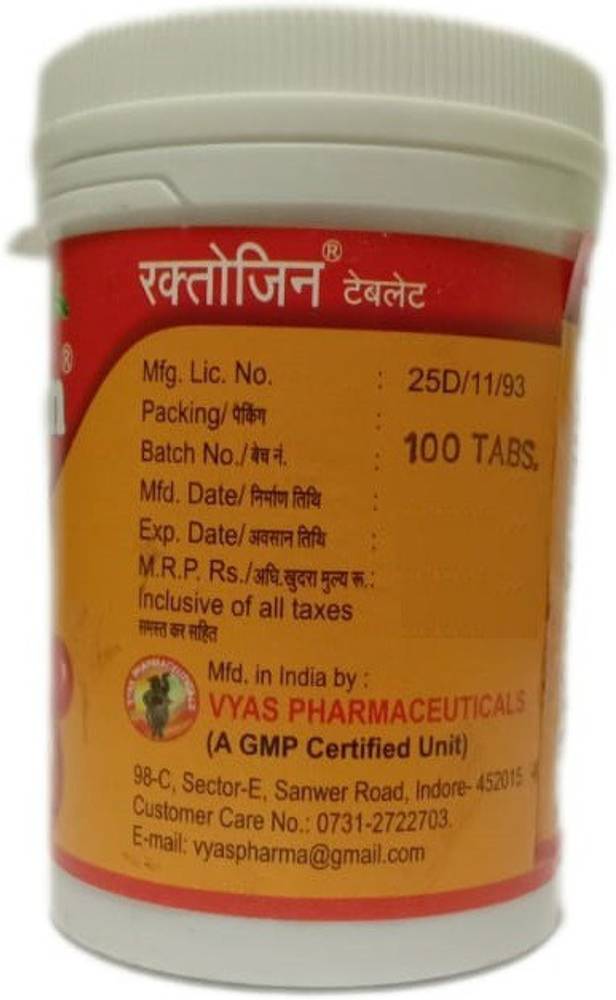 रक्तोजिन® टेबलेट
n®
Mfg. Lic. No. : 25D/11/93
Packing/ पेकिंग :
Batch No./ बेच नं. : 100 TABS.
Mfd. Date/ निर्माण तिथि :
Exp. Date/ अवसान तिथि :
M.R.P. Rs./अधि.खुदरा मुल्य रू.:
Inclusive of all taxes
समस्त कर सहित
VYAS PHARMACEUTICALS
Mfd. in India by :
VYAS PHARMACEUTICALS
(A GMP Certified Unit)
98-C, Sector-E, Sanwer Road, Indore- 452015
Customer Care No.: 0731-2722703.
E-mail: vyaspharma@gmail.com